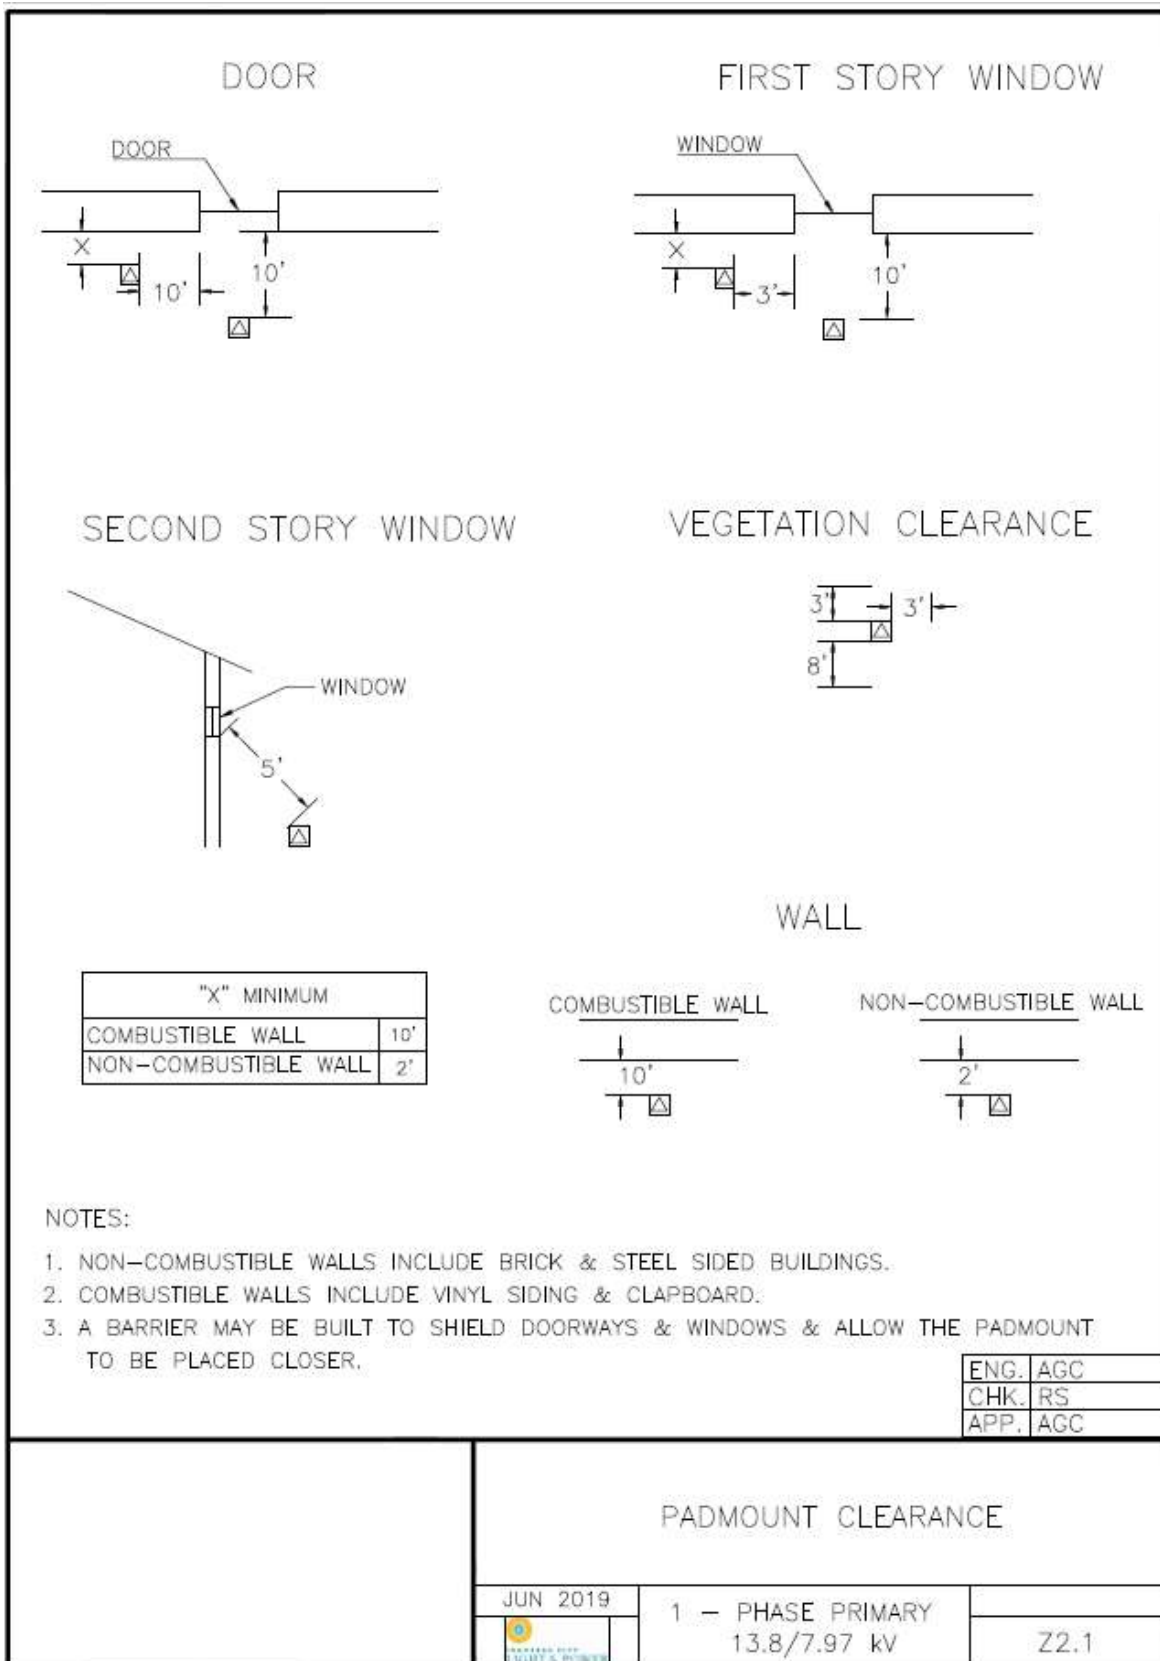 DOOR
FIRST STORY WINDOW
DOOR
X
10'
10'
WINDOW
X
3'
10'
SECOND STORY WINDOW
WINDOW
5'
VEGETATION CLEARANCE
3'
3'
8'
WALL
"X" MINIMUM
COMBUSTIBLE WALL 10'
NON-COMBUSTIBLE WALL 2'
COMBUSTIBLE WALL
10'
NON-COMBUSTIBLE WALL
2'
NOTES:
1. NON-COMBUSTIBLE WALLS INCLUDE BRICK & STEEL SIDED BUILDINGS.
2. COMBUSTIBLE WALLS INCLUDE VINYL SIDING & CLAPBOARD.
3. A BARRIER MAY BE BUILT TO SHIELD DOORWAYS & WINDOWS & ALLOW THE PADMOUNT
TO BE PLACED CLOSER.
ENG. AGC
CHK. RS
APP. AGC
PADMOUNT CLEARANCE
JUN 2019
LIGHT & POWER
1 - PHASE PRIMARY
13.8/7.97 kV
Z2.1